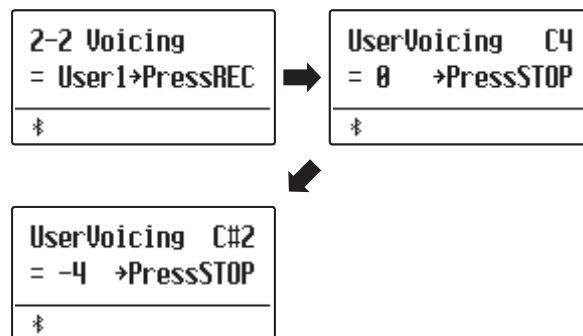 2-2 Voicing
= User1→PressREC
UserVoicing C4
= 0 →PressSTOP
UserVoicing C#2
= -4 →PressSTOP